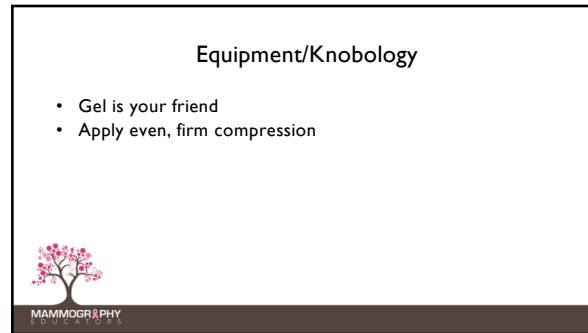 Equipment/Knobology
• Gel is your friend
• Apply even, firm compression
MAMMOGRAPHY
EDUCATORS